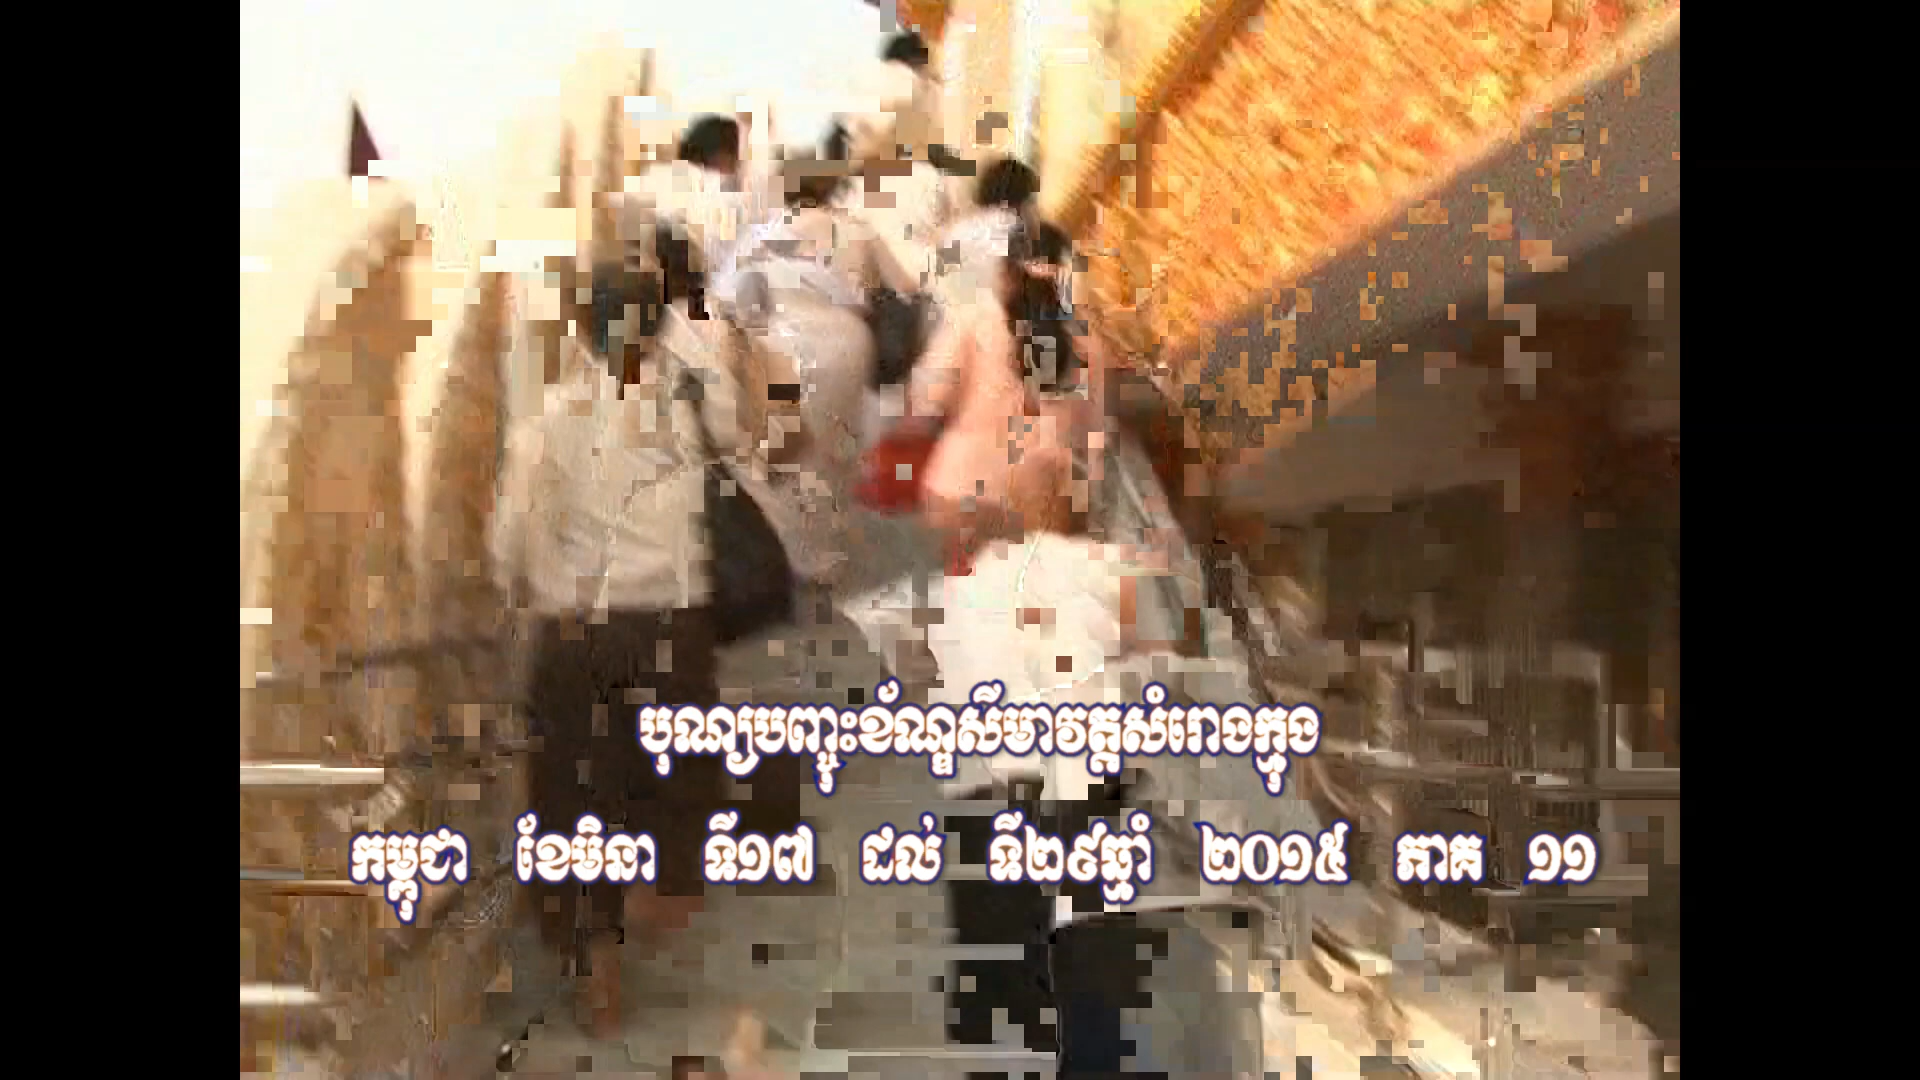 បុណ្យបញ្ចុះខ័ណ្ឌសីមាវត្តសំរោងក្នុង
កម្ពុជា ខែមិនា ទី១៧ ដល់ ទី២៩ឆ្នាំ ២០១៥ ភាគ ១១